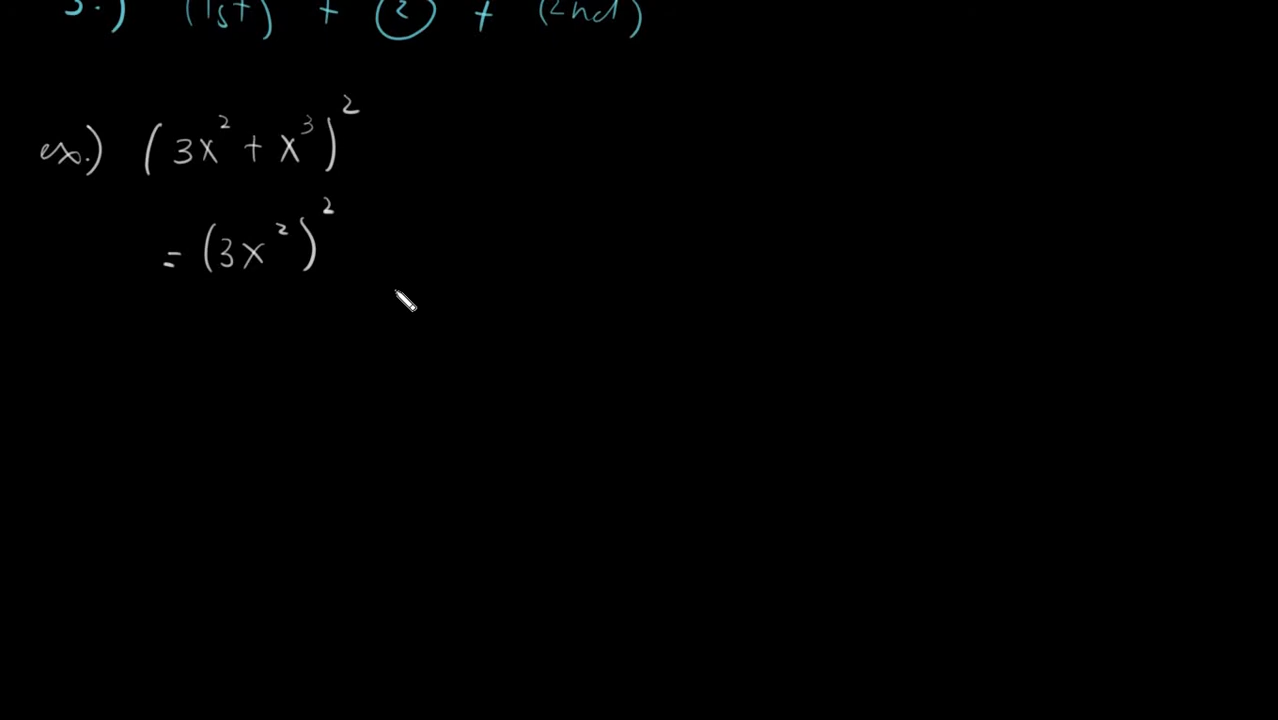 3.) (1st) + ② + (2nd)
ex.) (3x² + x³)²
= (3x²)²